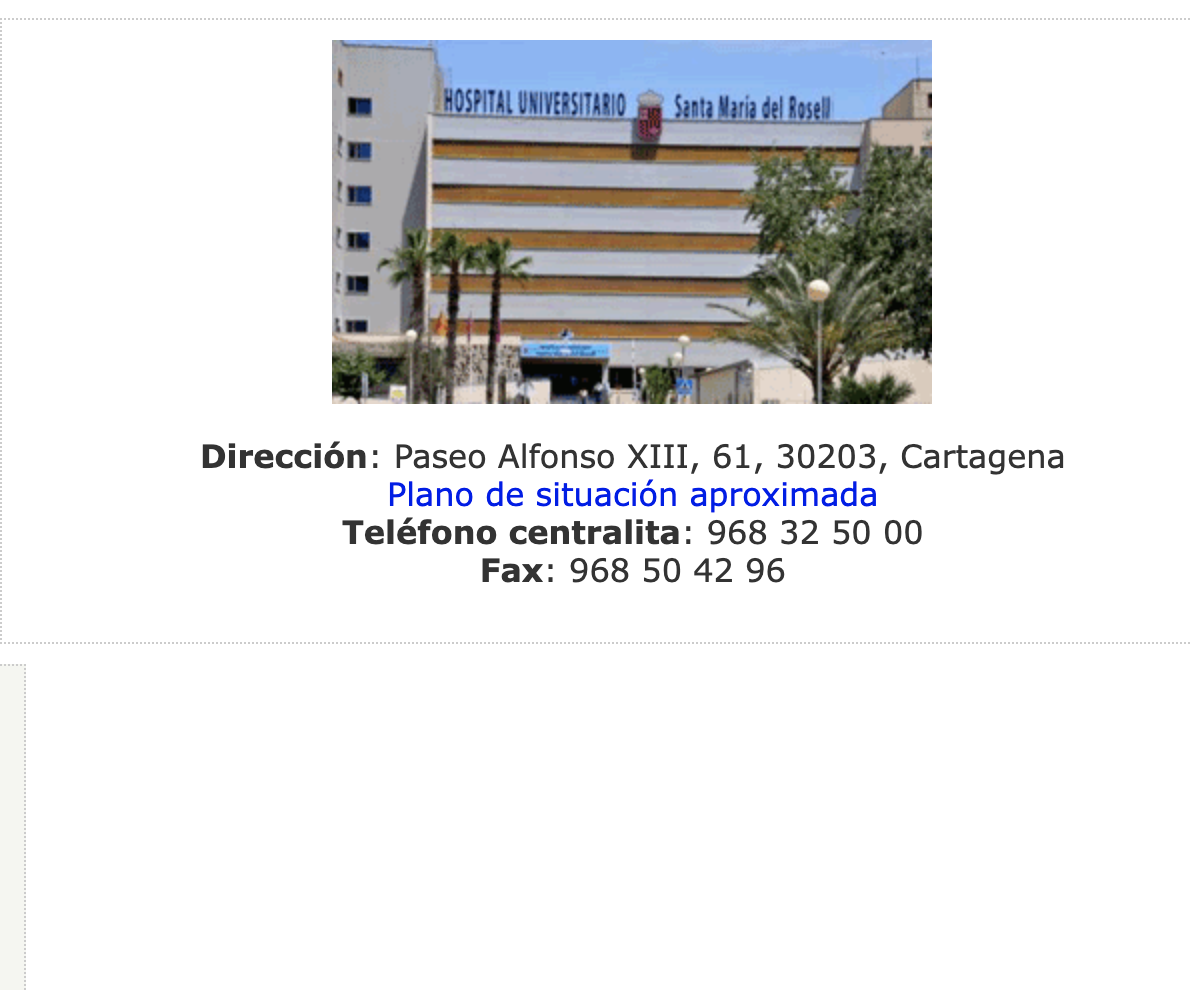 HOSPITAL UNIVERSITARIO Santa María del Rosell
Dirección: Paseo Alfonso XIII, 61, 30203, Cartagena
Plano de situación aproximada
Teléfono centralita: 968 32 50 00
Fax: 968 50 42 96